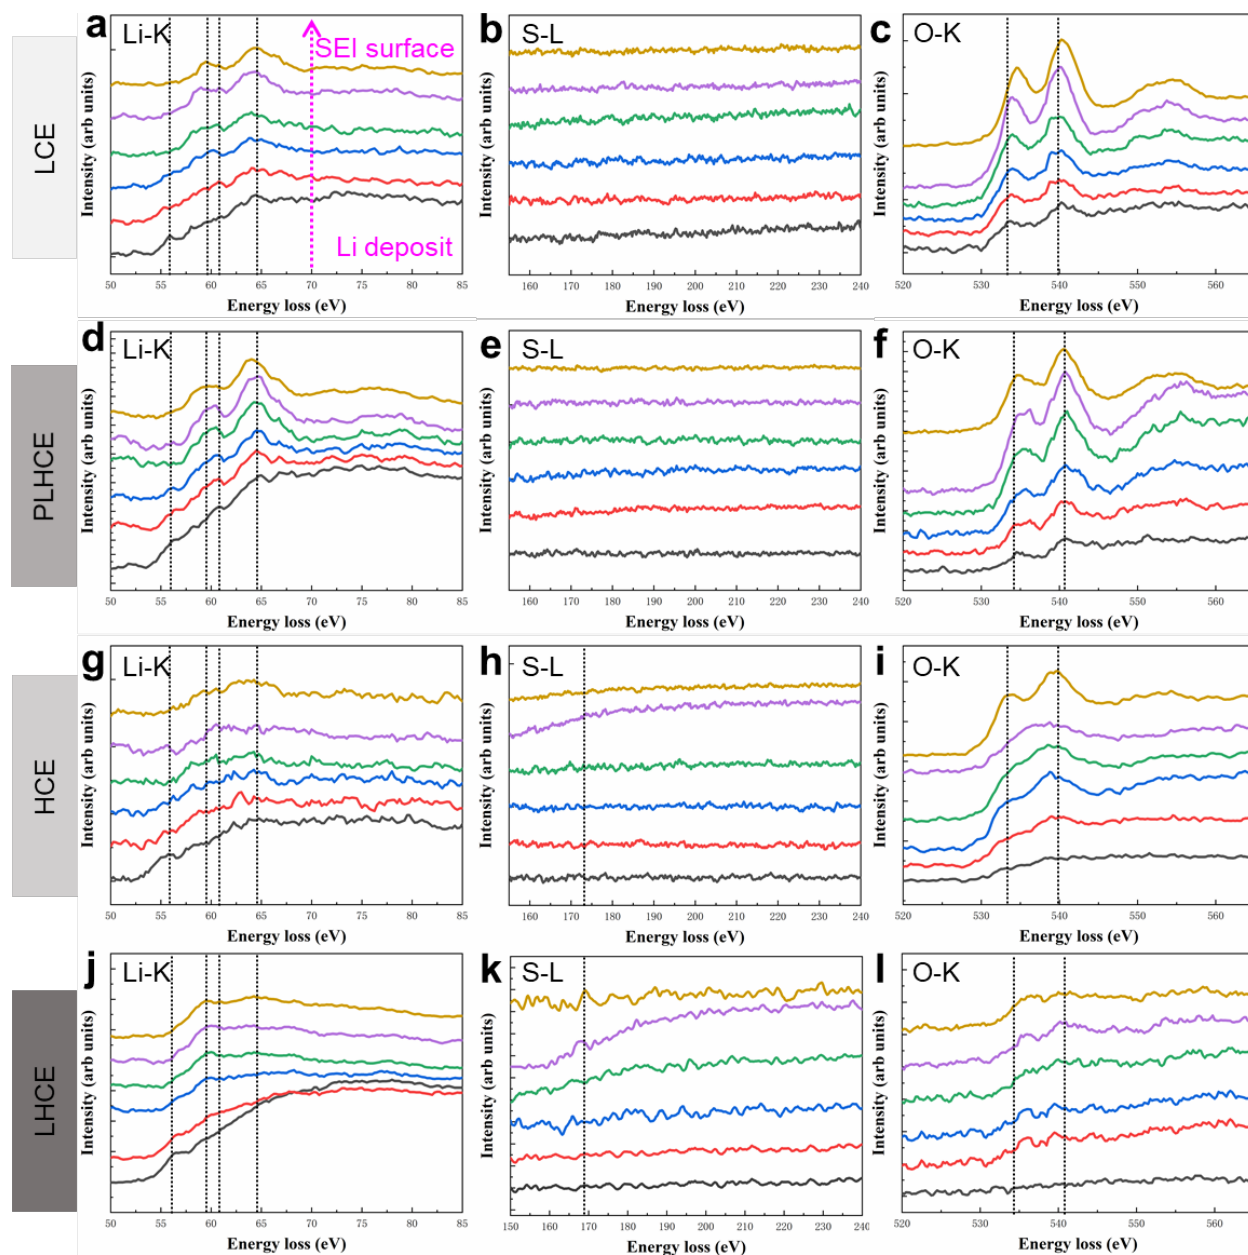 LCE
a Li-K
SEI surface
Li deposit
Intensity (arb units)
50 55 60 65 70 75 80 85
Energy loss (eV)
b S-L
Intensity (arb units)
160 170 180 190 200 210 220 230 240
Energy loss (eV)
c O-K
Intensity (arb units)
520 530 540 550 560
Energy loss (eV)
PLHCE
d Li-K
Intensity (arb units)
50 55 60 65 70 75 80 85
Energy loss (eV)
e S-L
Intensity (arb units)
160 170 180 190 200 210 220 230 240
Energy loss (eV)
f O-K
Intensity (arb units)
520 530 540 550 560
Energy loss (eV)
HCE
g Li-K
Intensity (arb units)
50 55 60 65 70 75 80 85
Energy loss (eV)
h S-L
Intensity (arb units)
160 170 180 190 200 210 220 230 240
Energy loss (eV)
i O-K
Intensity (arb units)
520 530 540 550 560
Energy loss (eV)
LHCE
j Li-K
Intensity (arb units)
50 55 60 65 70 75 80 85
Energy loss (eV)
k S-L
Intensity (arb units)
150 160 170 180 190 200 210 220 230 240
Energy loss (eV)
l O-K
Intensity (arb units)
520 530 540 550 560
Energy loss (eV)